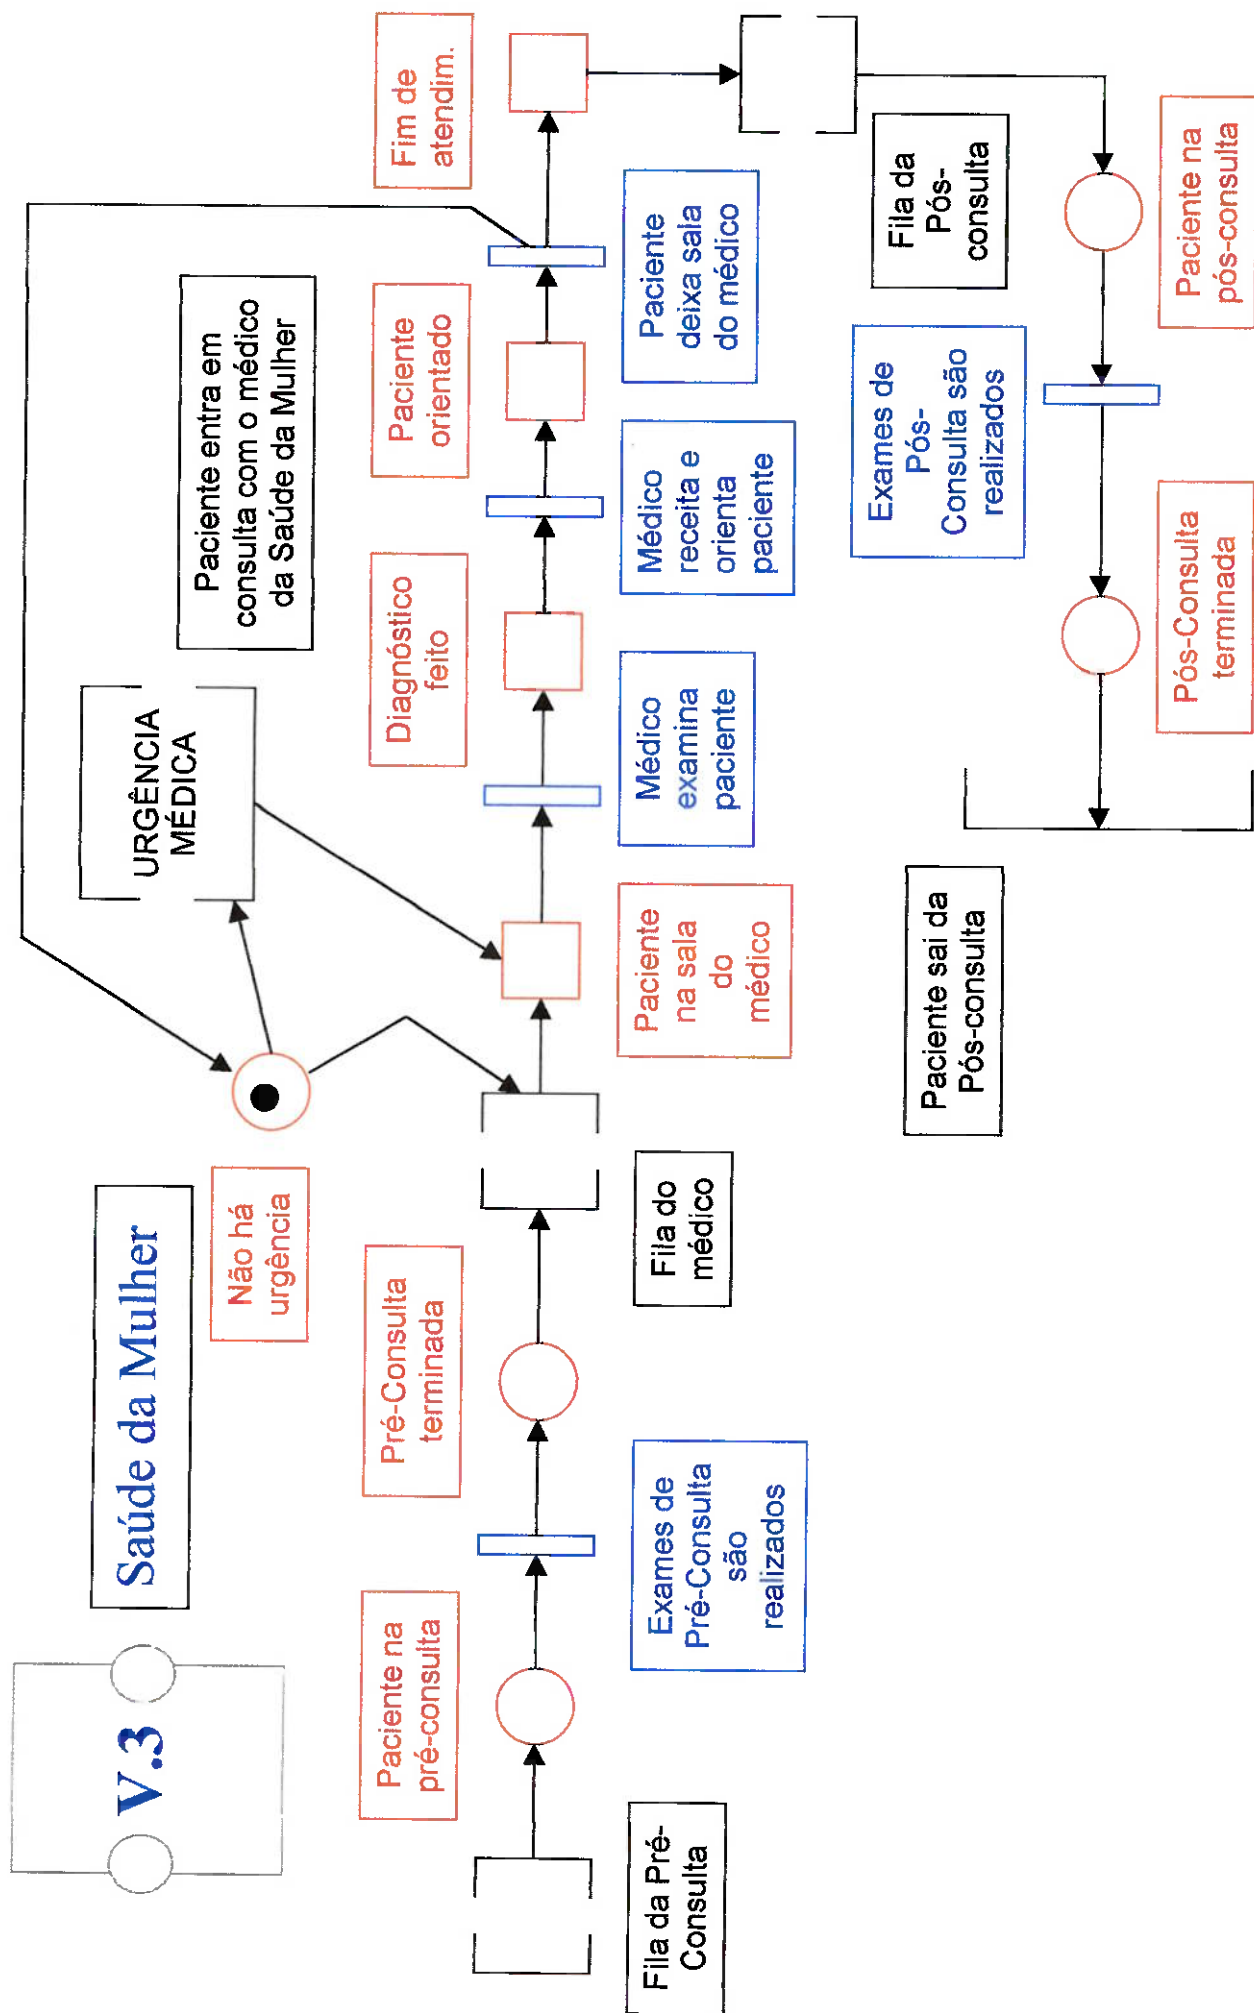 V.3
Saúde da Mulher
Não há
urgência
URGÊNCIA
MÉDICA
Paciente entra em
consulta com o médico
da Saúde da Mulher
Paciente na
pré-consulta
Pré-Consulta
terminada
Diagnóstico
feito
Paciente
orientado
Fim de
atendim.
Fila da Pré-
Consulta
Exames de
Pré-Consulta
são
realizados
Fila do
médico
Paciente
na sala
do
médico
Médico
examina
paciente
Médico
receita e
orienta
paciente
Paciente
deixa sala
do médico
Fila da
Pós-
consulta
Exames de
Pós-
Consulta são
realizados
Paciente na
pós-consulta
Pós-Consulta
terminada
Paciente sai da
Pós-consulta